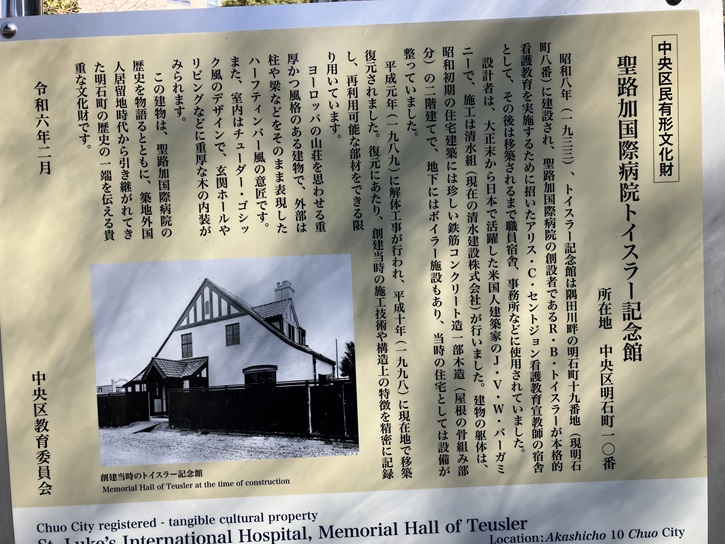 中央区民有形文化財
聖路加国際病院トイスラー記念館
所在地　中央区明石町一〇番
昭和八年（一九三三）、トイスラー記念館は隅田川畔の明石町十九番地（現明石
町八番）に建設され、聖路加国際病院の創設者であるR・B・トイスラーが本格的
看護教育を実施するために招いたアリス・C・セントジョン看護教育宣教師の宿舎
として、その後は移築されるまで職員宿舎、事務所などに使用されていました。
設計者は、大正末から日本で活躍した米国人建築家のJ・V・W・バーガミ
ニーで、施工は清水組（現在の清水建設株式会社）が行いました。建物の躯体は、
昭和初期の住宅建築には珍しい鉄筋コンクリート造一部木造（屋根の骨組み部
分）の二階建てで、地下にはボイラー施設もあり、当時の住宅としては設備が
整っていました。
平成元年（一九八九）に解体工事が行われ、平成十年（一九九八）に現在地で移築
復元されました。復元にあたり、創建当時の施工技術や構造上の特徴を精密に記録
し、再利用可能な部材をできる限
り用いています。
ヨーロッパの山荘を思わせる重
厚かつ風格のある建物で、外部は
柱や梁などをそのまま表現した
ハーフティンバー風の意匠です。
また、室内はチューダー・ゴシッ
ク風のデザインで、玄関ホールや
リビングなどに重厚な木の内装が
みられます。
この建物は、聖路加国際病院の
歴史を物語るとともに、築地外国
人居留地時代から引き継がれてき
た明石町の歴史の一端を伝える貴
重な文化財です。
令和六年二月
中央区教育委員会
創建当時のトイスラー記念館
Memorial Hall of Teusler at the time of construction
Chuo City registered - tangible cultural property
St. Luke's International Hospital, Memorial Hall of Teusler
Location: Akashicho 10 Chuo City